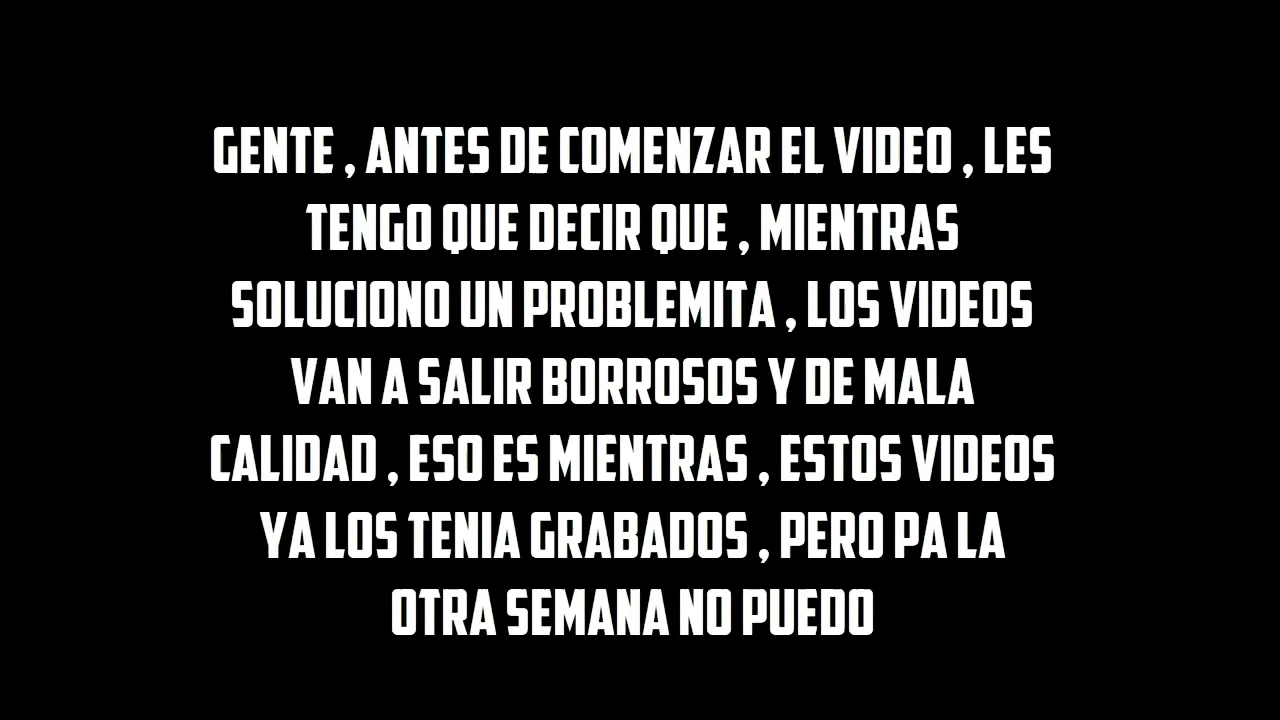 GENTE , ANTES DE COMENZAR EL VIDEO , LES
TENGO QUE DECIR QUE , MIENTRAS
SOLUCIONO UN PROBLEMITA , LOS VIDEOS
VAN A SALIR BORROSOS Y DE MALA
CALIDAD , ESO ES MIENTRAS , ESTOS VIDEOS
YA LOS TENIA GRABADOS , PERO PA LA
OTRA SEMANA NO PUEDO